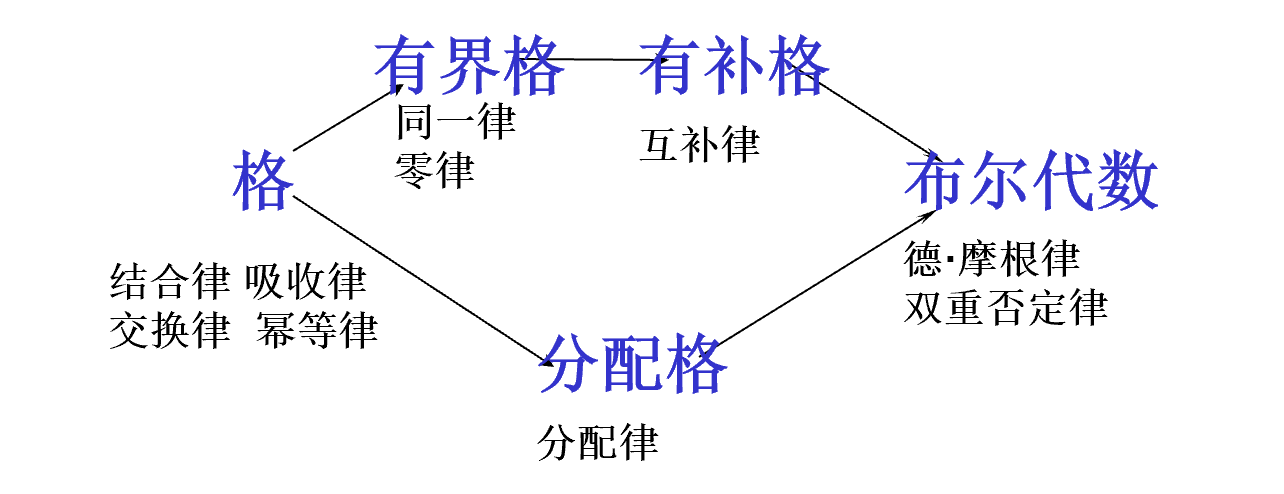 有界格
有补格
同一律
零律
互补律
格
布尔代数
结合律 吸收律
交换律 幂等律
德·摩根律
双重否定律
分配格
分配律